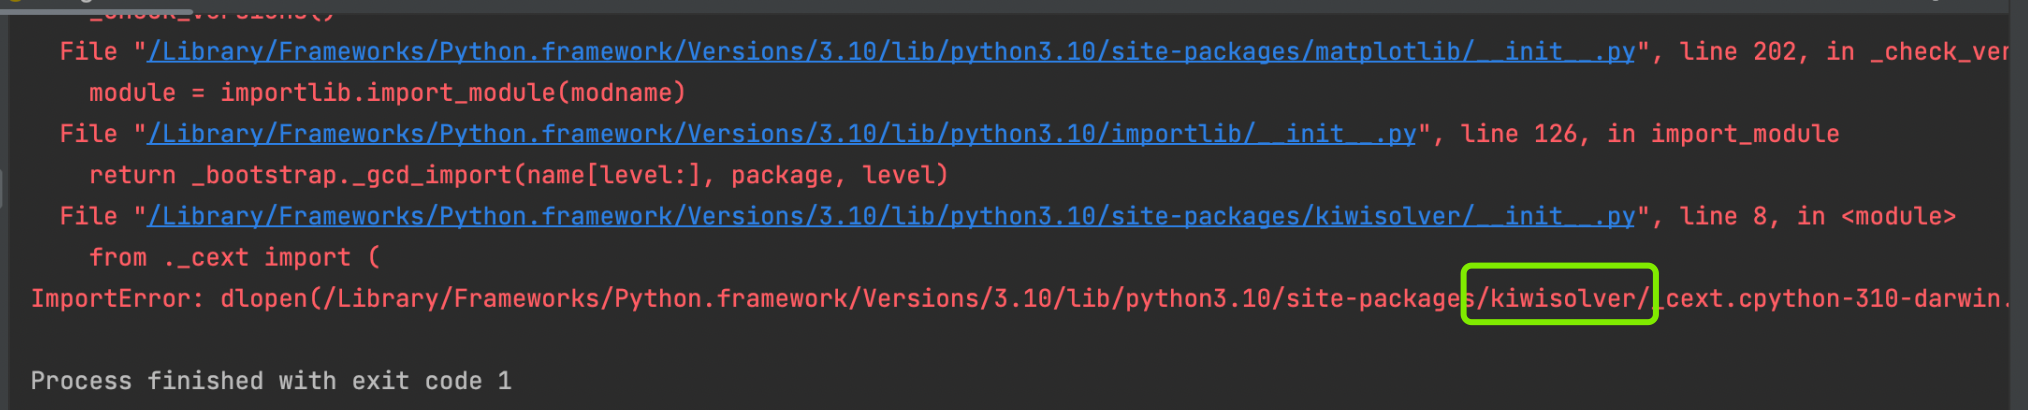 _check_versions()
File "/Library/Frameworks/Python.framework/Versions/3.10/lib/python3.10/site-packages/matplotlib/__init__.py", line 202, in _check_ver
module = importlib.import_module(modname)
File "/Library/Frameworks/Python.framework/Versions/3.10/lib/python3.10/importlib/__init__.py", line 126, in import_module
return _bootstrap._gcd_import(name[level:], package, level)
File "/Library/Frameworks/Python.framework/Versions/3.10/lib/python3.10/site-packages/kiwisolver/__init__.py", line 8, in <module>
from ._cext import (
ImportError: dlopen(/Library/Frameworks/Python.framework/Versions/3.10/lib/python3.10/site-packages/kiwisolver/_cext.cpython-310-darwin.
Process finished with exit code 1